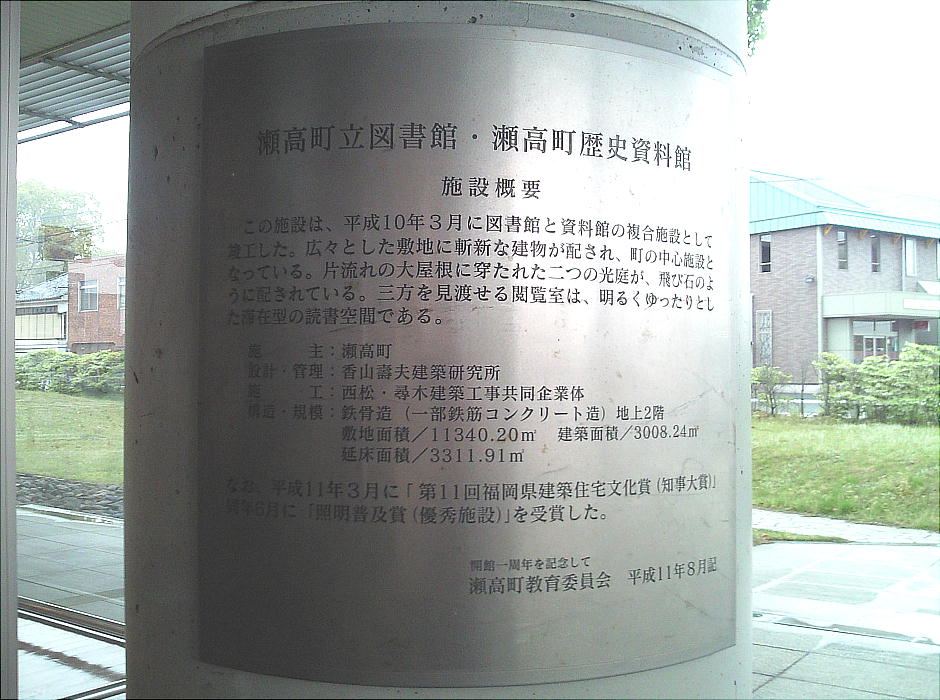 瀬高町立図書館・瀬高町歴史資料館
施設概要
この施設は、平成10年3月に図書館と資料館の複合施設として
竣工した。広々とした敷地に斬新な建物が配され、町の中心施設と
なっている。片流れの大屋根に穿たれた二つの光庭が、飛び石のよ
うに配されている。三方を見渡せる閲覧室は、明るくゆったりとし
た滞在型の読書空間である。
施　　　主：瀬高町
設計・管理：香山壽夫建築研究所
施　　　工：西松・尋木建築工事共同企業体
構造・規模：鉄骨造（一部鉄筋コンクリート造）地上2階
敷地面積／11340.20㎡　建築面積／3008.24㎡
延床面積／3311.91㎡
なお、平成11年3月に「第11回福岡県建築住宅文化賞（知事大賞）」
同年6月に「照明普及賞（優秀施設）」を受賞した。
開館一周年を記念して
瀬高町教育委員会　平成11年8月記